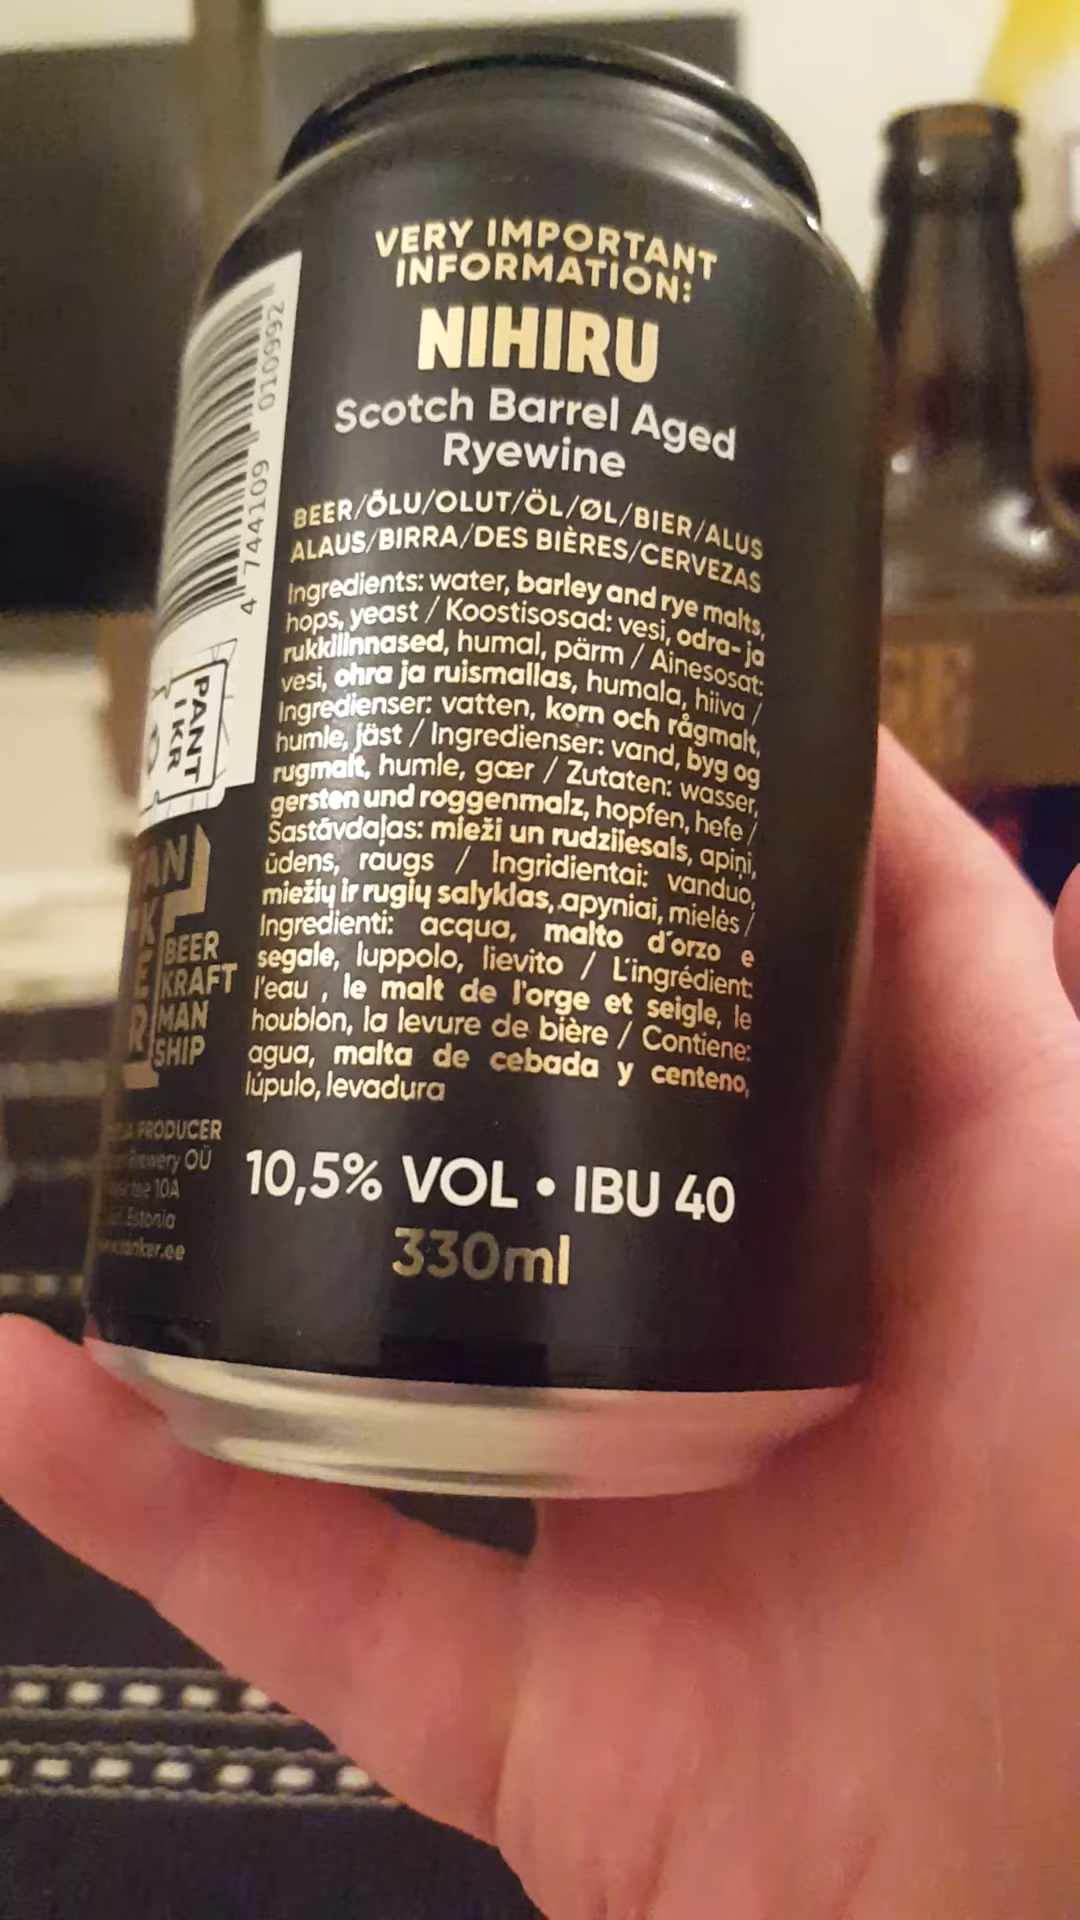 VERY IMPORTANT
INFORMATION:
NIHIRU
Scotch Barrel Aged
Ryewine
BEER/ÕLU/OLUT/ÖL/ØL/BIER/ALUS
ALAUS/BIRRA/DES BIÈRES/CERVEZAS
Ingredients: water, barley and rye malts,
hops, yeast / Koostisosad: vesi, odra- ja
rukkilinnased, humal, pärm / Ainesosat:
vesi, ohra ja ruismallas, humala, hiiva /
Ingredienser: vatten, korn och rågmalt,
humle, jäst / Ingredienser: vand, byg og
rugmalt, humle, gær / Zutaten: wasser,
gersten und roggenmalz, hopfen, hefe /
Sastāvdaļas: mieži un rudziiesals, apiņi,
ūdens, raugs / Ingridientai: vanduo,
miežių ir rugių salyklas, apyniai, mielės /
Ingredienti: acqua, malto d´orzo e
segale, luppolo, lievito / L´ingrédient:
l'eau , le malt de l'orge et seigle, le
houblon, la levure de bière / Contiene:
agua, malta de cebada y centeno,
lúpulo, levadura
10,5% VOL • IBU 40
330ml
4 744109 010992
PANT
1 KR
TAN
K
E
R
BEER
KRAFT
MAN
SHIP
PRODUCER
Brewery OÜ
10A
Estonia